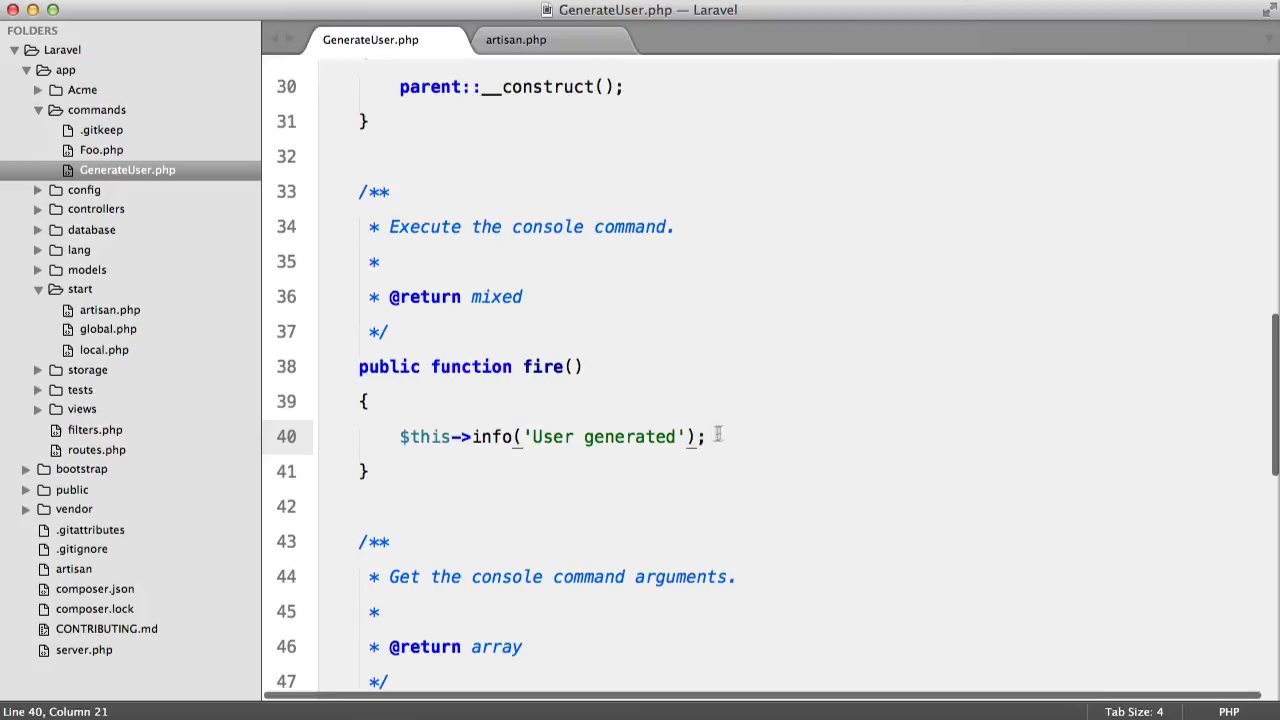 GenerateUser.php — Laravel
FOLDERS
Laravel
app
Acme
commands
.gitkeep
Foo.php
GenerateUser.php
config
controllers
database
lang
models
start
artisan.php
global.php
local.php
storage
tests
views
filters.php
routes.php
bootstrap
public
vendor
.gitattributes
.gitignore
artisan
composer.json
composer.lock
CONTRIBUTING.md
server.php
GenerateUser.php
artisan.php
30 parent::__construct();
31 }
32
33 /**
34 * Execute the console command.
35 *
36 * @return mixed
37 */
38 public function fire()
39 {
40 $this->info('User generated');
41 }
42
43 /**
44 * Get the console command arguments.
45 *
46 * @return array
47 */
Line 40, Column 21
Tab Size: 4
PHP